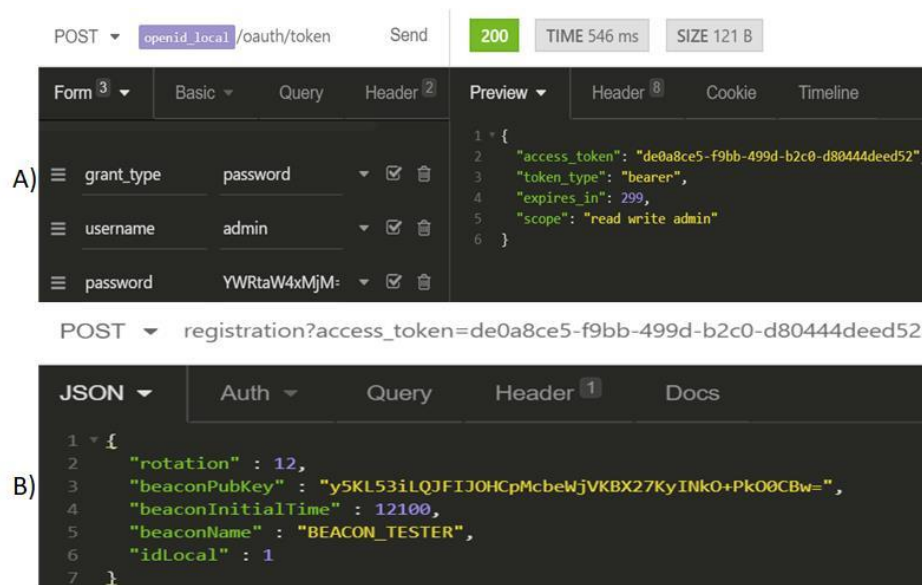 POST openid_local /oauth/token Send 200 TIME 546 ms SIZE 121 B
Form 3 Basic Query Header 2 Preview Header 8 Cookie Timeline
1 {
2 "access_token": "de0a8ce5-f9bb-499d-b2c0-d80444deed52"
A) grant_type password
3 "token_type": "bearer",
4 "expires_in": 299,
5 "scope": "read write admin"
username admin
6 }
password YWRtaW4xMjM=
POST registration?access_token=de0a8ce5-f9bb-499d-b2c0-d80444deed52
JSON Auth Query Header 1 Docs
1 {
2 "rotation" : 12,
B) 3 "beaconPubKey" : "y5KL53iLQJFIJOHCpMcbeWjVKBX27KyINkO+PkO0CBw=",
4 "beaconInitialTime" : 12100,
5 "beaconName" : "BEACON_TESTER",
6 "idLocal" : 1
7 }